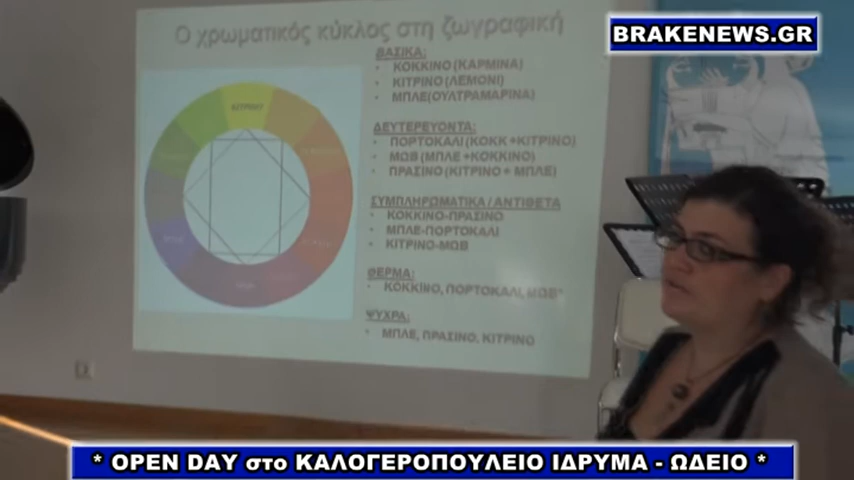 BRAKENEWS.GR
Ο χρωματικός κύκλος στη ζωγραφική
ΒΑΣΙΚΑ:
• ΚΟΚΚΙΝΟ (ΚΑΡΜΙΝΑ)
• ΚΙΤΡΙΝΟ (ΛΕΜΟΝΙ)
• ΜΠΛΕ(ΟΥΛΤΡΑΜΑΡΙΝΑ)
ΔΕΥΤΕΡΕΥΟΝΤΑ:
• ΠΟΡΤΟΚΑΛΙ (ΚΟΚΚ +ΚΙΤΡΙΝΟ)
• ΜΩΒ (ΜΠΛΕ +ΚΟΚΚΙΝΟ)
• ΠΡΑΣΙΝΟ (ΚΙΤΡΙΝΟ + ΜΠΛΕ)
ΣΥΜΠΛΗΡΩΜΑΤΙΚΑ / ΑΝΤΙΘΕΤΑ
• ΚΟΚΚΙΝΟ-ΠΡΑΣΙΝΟ
• ΜΠΛΕ-ΠΟΡΤΟΚΑΛΙ
• ΚΙΤΡΙΝΟ-ΜΩΒ
ΘΕΡΜΑ:
• ΚΟΚΚΙΝΟ, ΠΟΡΤΟΚΑΛΙ, ΜΩΒ*
ΨΥΧΡΑ:
• ΜΠΛΕ, ΠΡΑΣΙΝΟ, ΚΙΤΡΙΝΟ
ΚΙΤΡΙΝΟ
* OPEN DAY στο ΚΑΛΟΓΕΡΟΠΟΥΛΕΙΟ ΙΔΡΥΜΑ - ΩΔΕΙΟ *